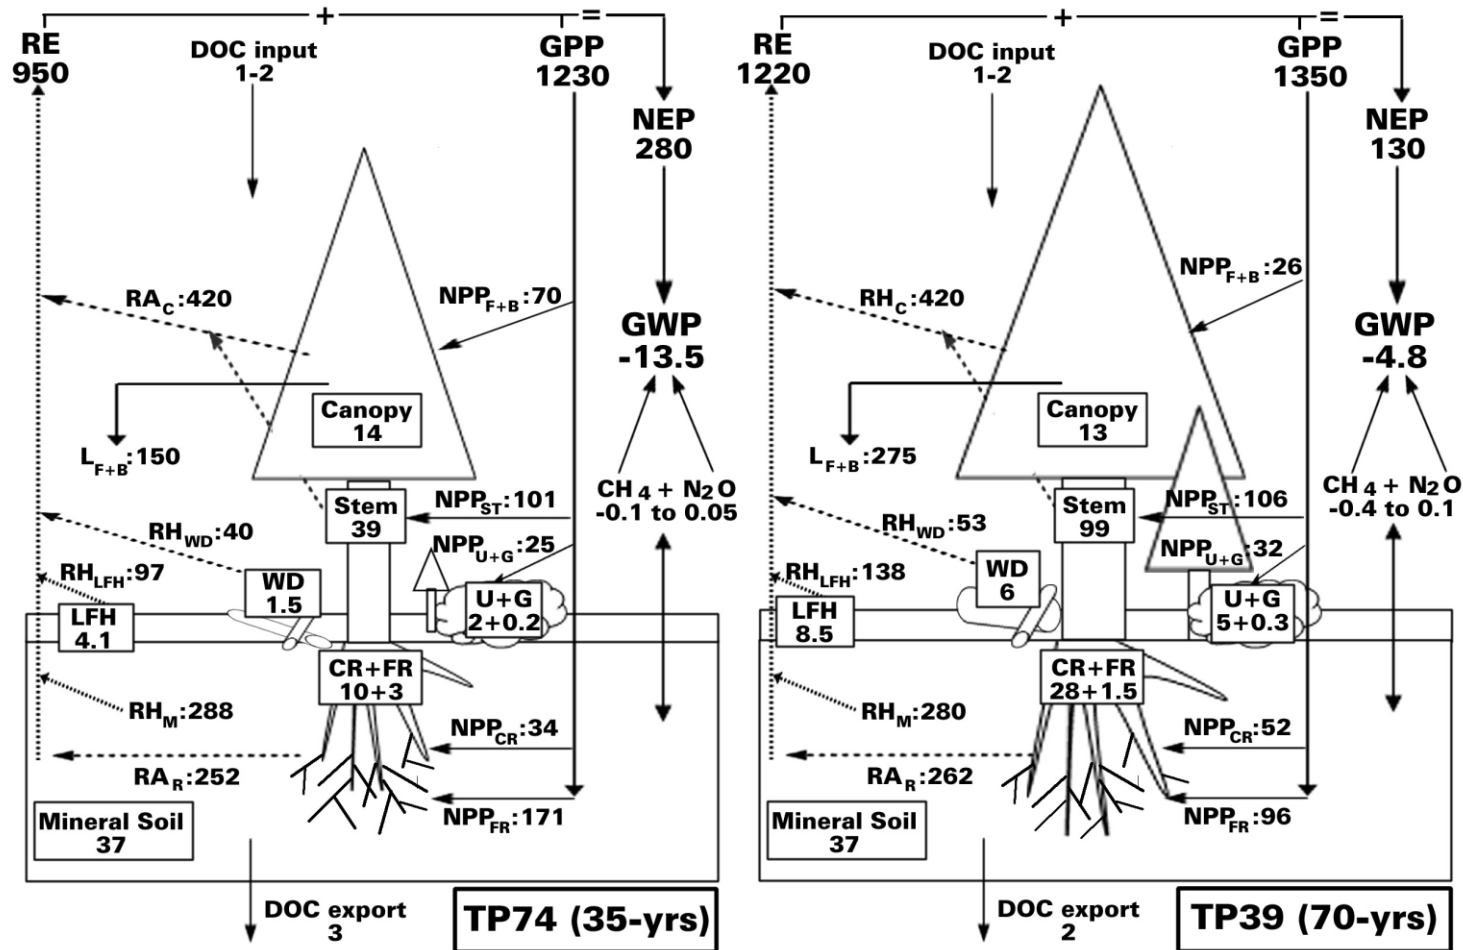 +
=
RE
950
DOC input
1-2
GPP
1230
NEP
280
RA_C:420
NPP_F+B:70
GWP
-13.5
Canopy
14
L_F+B:150
CH4 + N2O
-0.1 to 0.05
Stem
39
NPP_ST:101
RH_WD:40
NPP_U+G:25
RH_LFH:97
WD
1.5
U+G
2+0.2
LFH
4.1
CR+FR
10+3
RH_M:288
NPP_CR:34
RA_R:252
NPP_FR:171
Mineral Soil
37
DOC export
3
TP74 (35-yrs)
+
=
RE
1220
DOC input
1-2
GPP
1350
NEP
130
NPP_F+B:26
RH_C:420
GWP
-4.8
Canopy
13
L_F+B:275
CH4 + N2O
-0.4 to 0.1
Stem
99
NPP_ST:106
RH_WD:53
NPP_U+G:32
RH_LFH:138
WD
6
U+G
5+0.3
LFH
8.5
CR+FR
28+1.5
RH_M:280
NPP_CR:52
RA_R:262
NPP_FR:96
Mineral Soil
37
DOC export
2
TP39 (70-yrs)